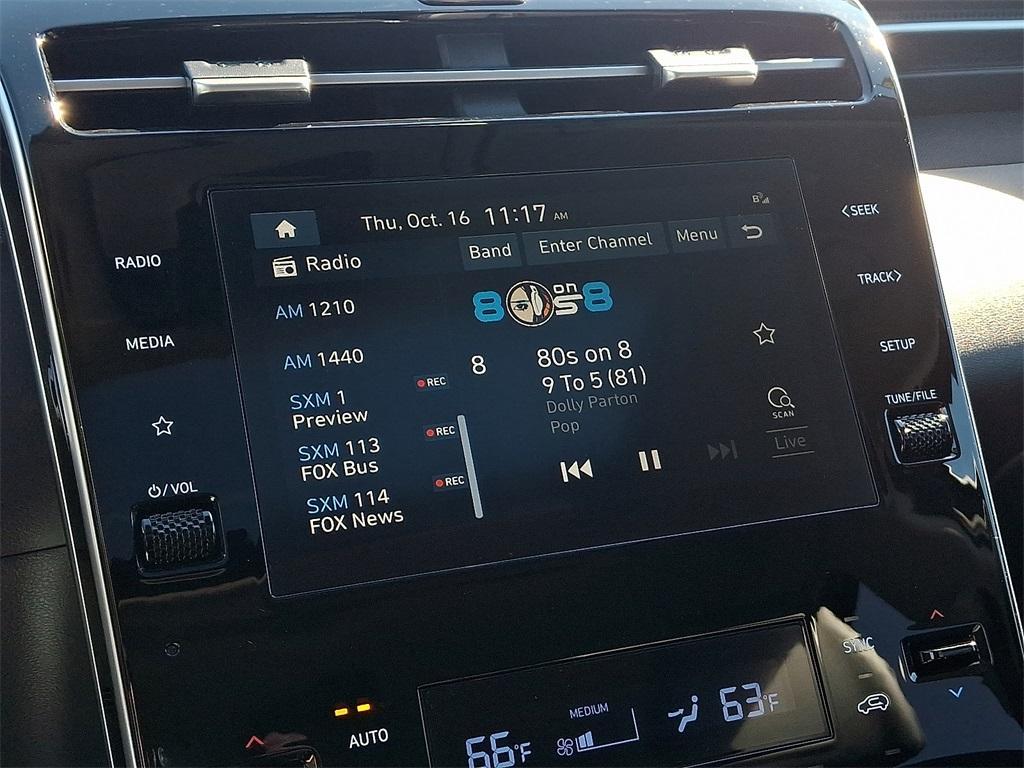 Thu, Oct. 16 11:17 AM B
RADIO
Radio
Band
Enter Channel
Menu
< SEEK
TRACK >
AM 1210
8 on 8
0s
MEDIA
AM 1440
8
80s on 8
9 To 5 (81)
Dolly Parton
Pop
SETUP
SXM 1
Preview
REC
SCAN
Live
TUNE/FILE
SXM 113
FOX Bus
REC
SXM 114
FOX News
REC
/VOL
SYNC
AUTO
66°F
MEDIUM
63°F